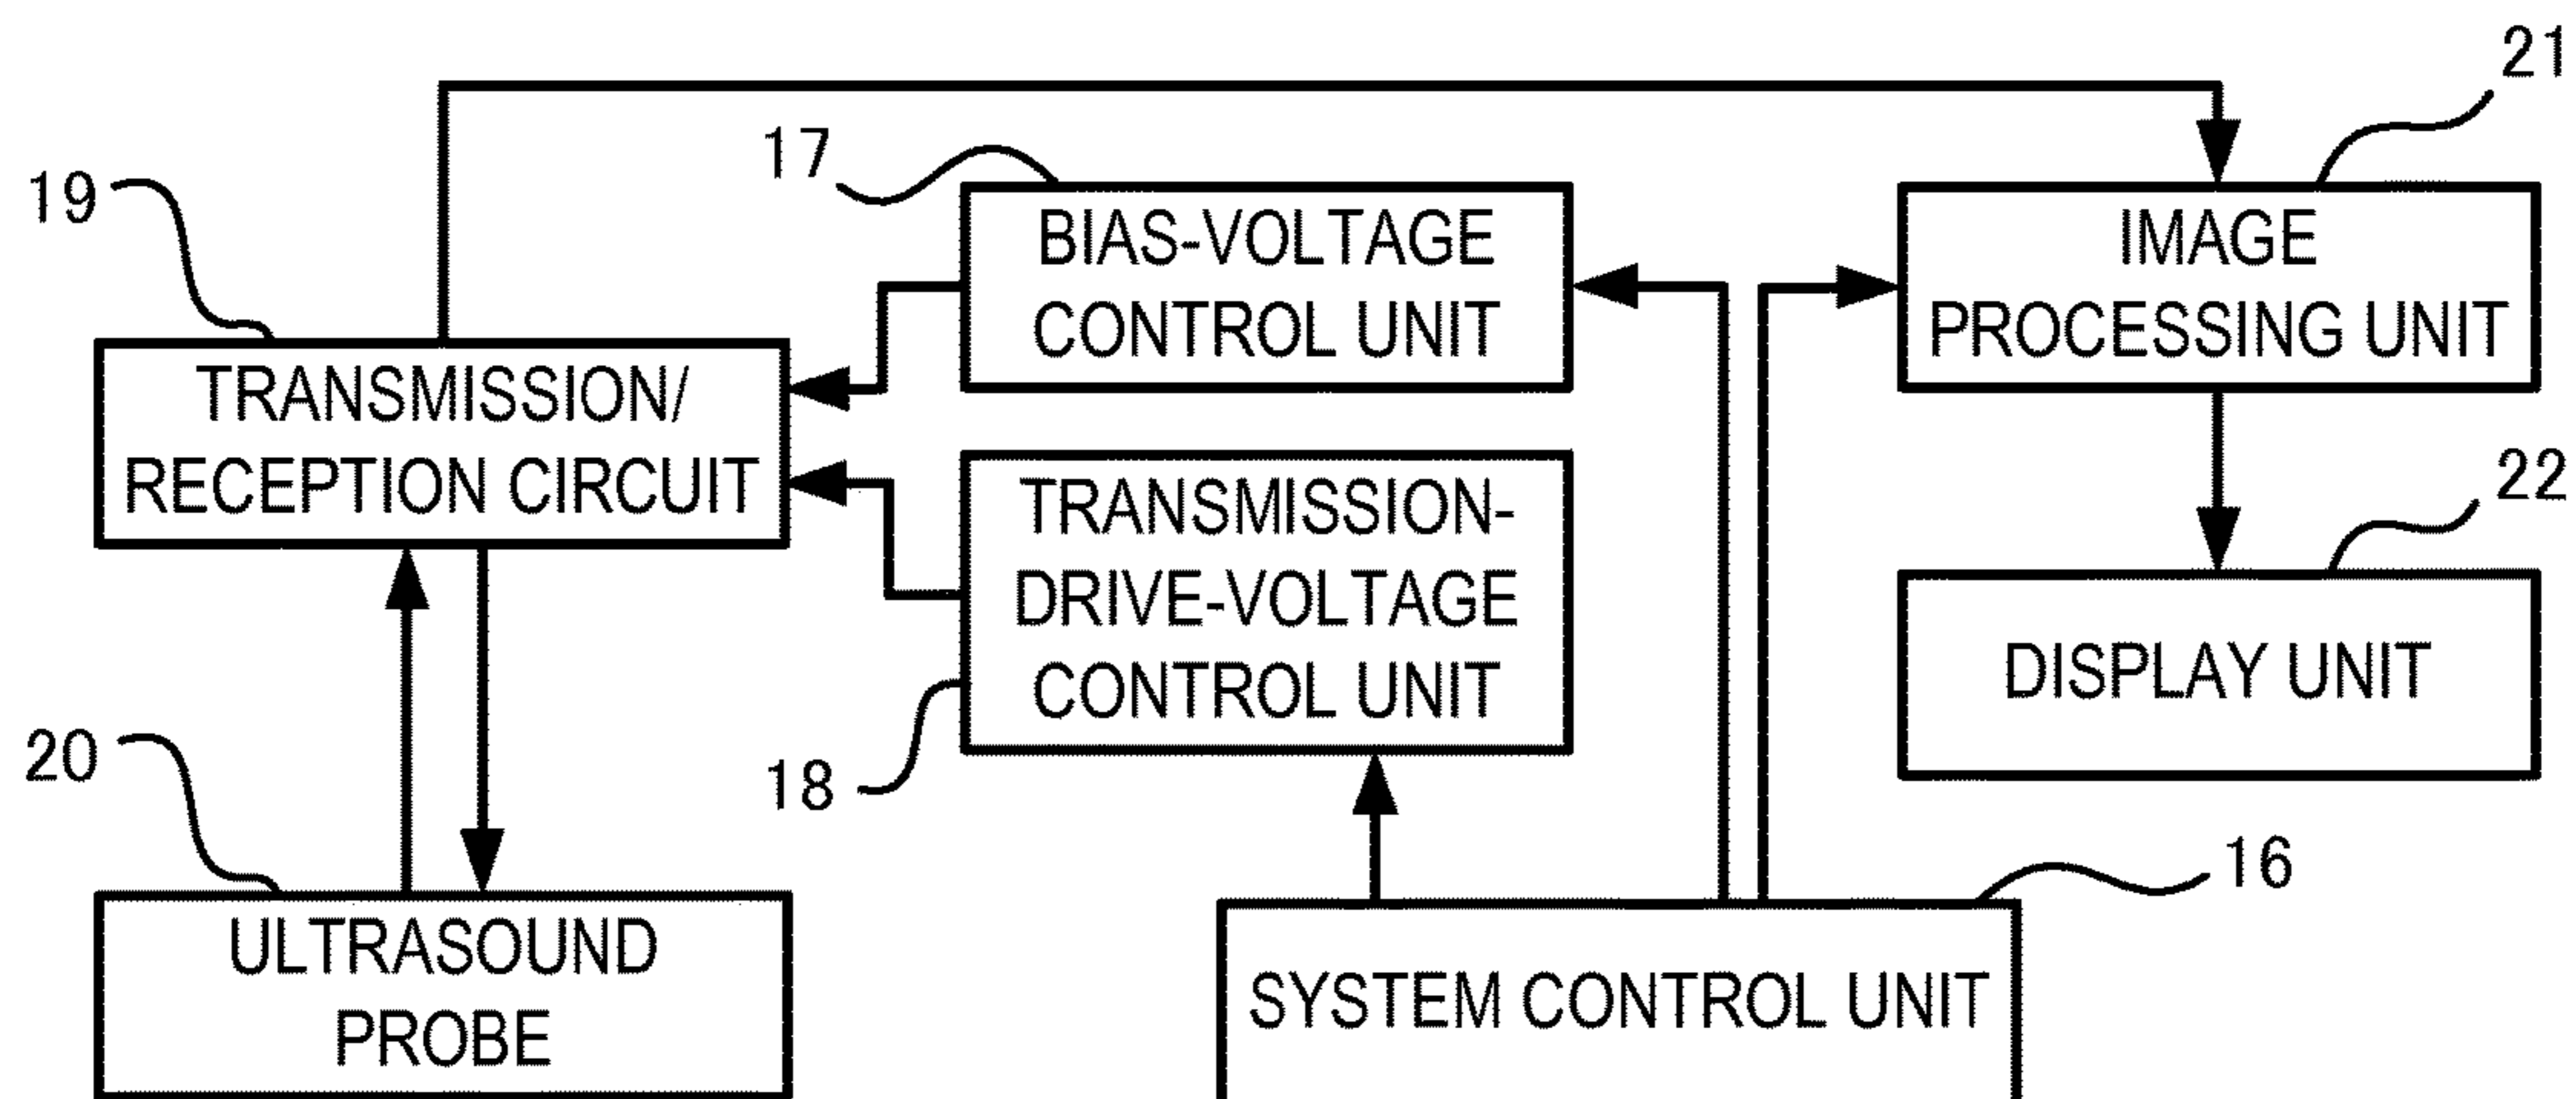 21
17
19
BIAS-VOLTAGE
CONTROL UNIT
IMAGE
PROCESSING UNIT
TRANSMISSION/
RECEPTION CIRCUIT
22
TRANSMISSION-
DRIVE-VOLTAGE
CONTROL UNIT
18
DISPLAY UNIT
20
16
ULTRASOUND
PROBE
SYSTEM CONTROL UNIT